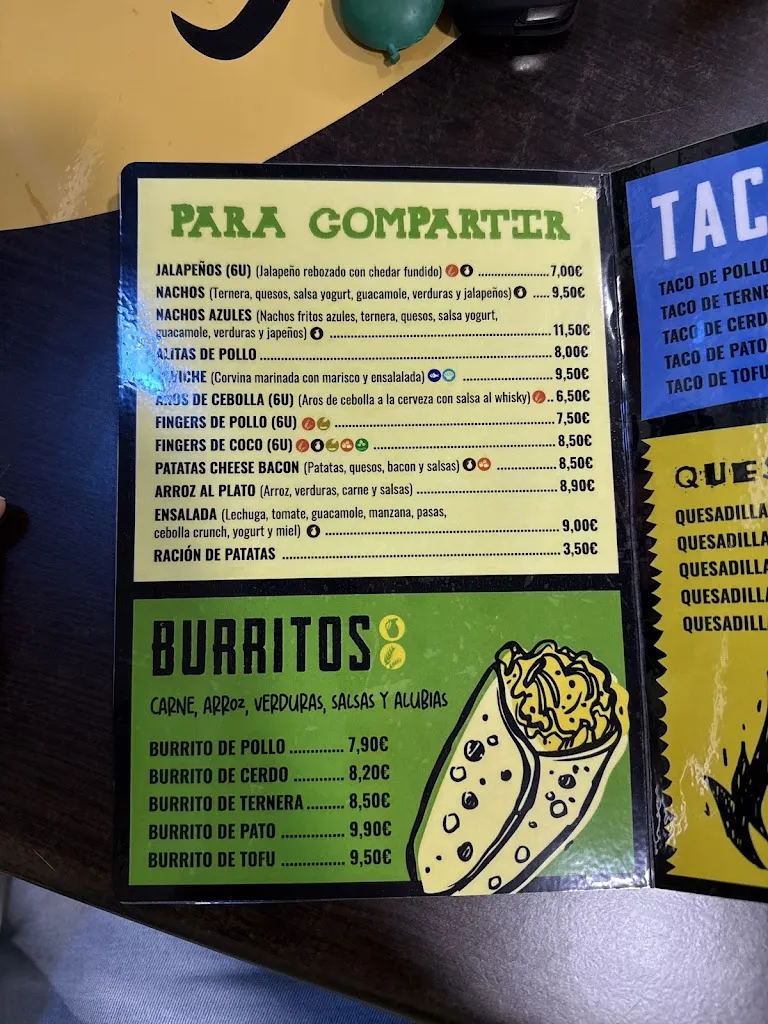 PARA COMPARTIR
JALAPEÑOS (6U) (Jalapeño rebozado con chedar fundido) ......................7,00€
NACHOS (Ternera, quesos, salsa yogurt, guacamole, verduras y jalapeños) .....9,50€
NACHOS AZULES (Nachos fritos azules, ternera, quesos, salsa yogurt,
guacamole, verduras y japeños) ...................................................... 11,50€
ALITAS DE POLLO ...................................................................... 8,00€
(Corvina marinada con marisco y ensalalada) ...................... 9,50€
AROS DE CEBOLLA (6U) (Aros de cebolla a la cerveza con salsa al whisky) .. 6,50€
FINGERS DE POLLO (6U) ...................................................... 7,50€
FINGERS DE COCO (6U) ................................................ 8,50€
PATATAS CHEESE BACON (Patatas, quesos, bacon y salsas) .................. 8,50€
ARROZ AL PLATO (Arroz, verduras, carne y salsas) ................................... 8,90€
ENSALADA (Lechuga, tomate, guacamole, manzana, pasas,
cebolla crunch, yogurt y miel) ...................................................... 9,00€
RACIÓN DE PATATAS .................................................................. 3,50€
BURRITOS
CARNE, ARROZ, VERDURAS, SALSAS Y ALUBIAS
BURRITO DE POLLO ............. 7,90€
BURRITO DE CERDO ............ 8,20€
BURRITO DE TERNERA ......... 8,50€
BURRITO DE PATO .............. 9,90€
BURRITO DE TOFU .............. 9,50€
TAC
TACO DE POLLO
TACO DE TERNE
TACO DE CERD
TACO DE PATO
TACO DE TOFU
QUES
QUESADILLA
QUESADILLA
QUESADILLA
QUESADILLA
QUESADILL